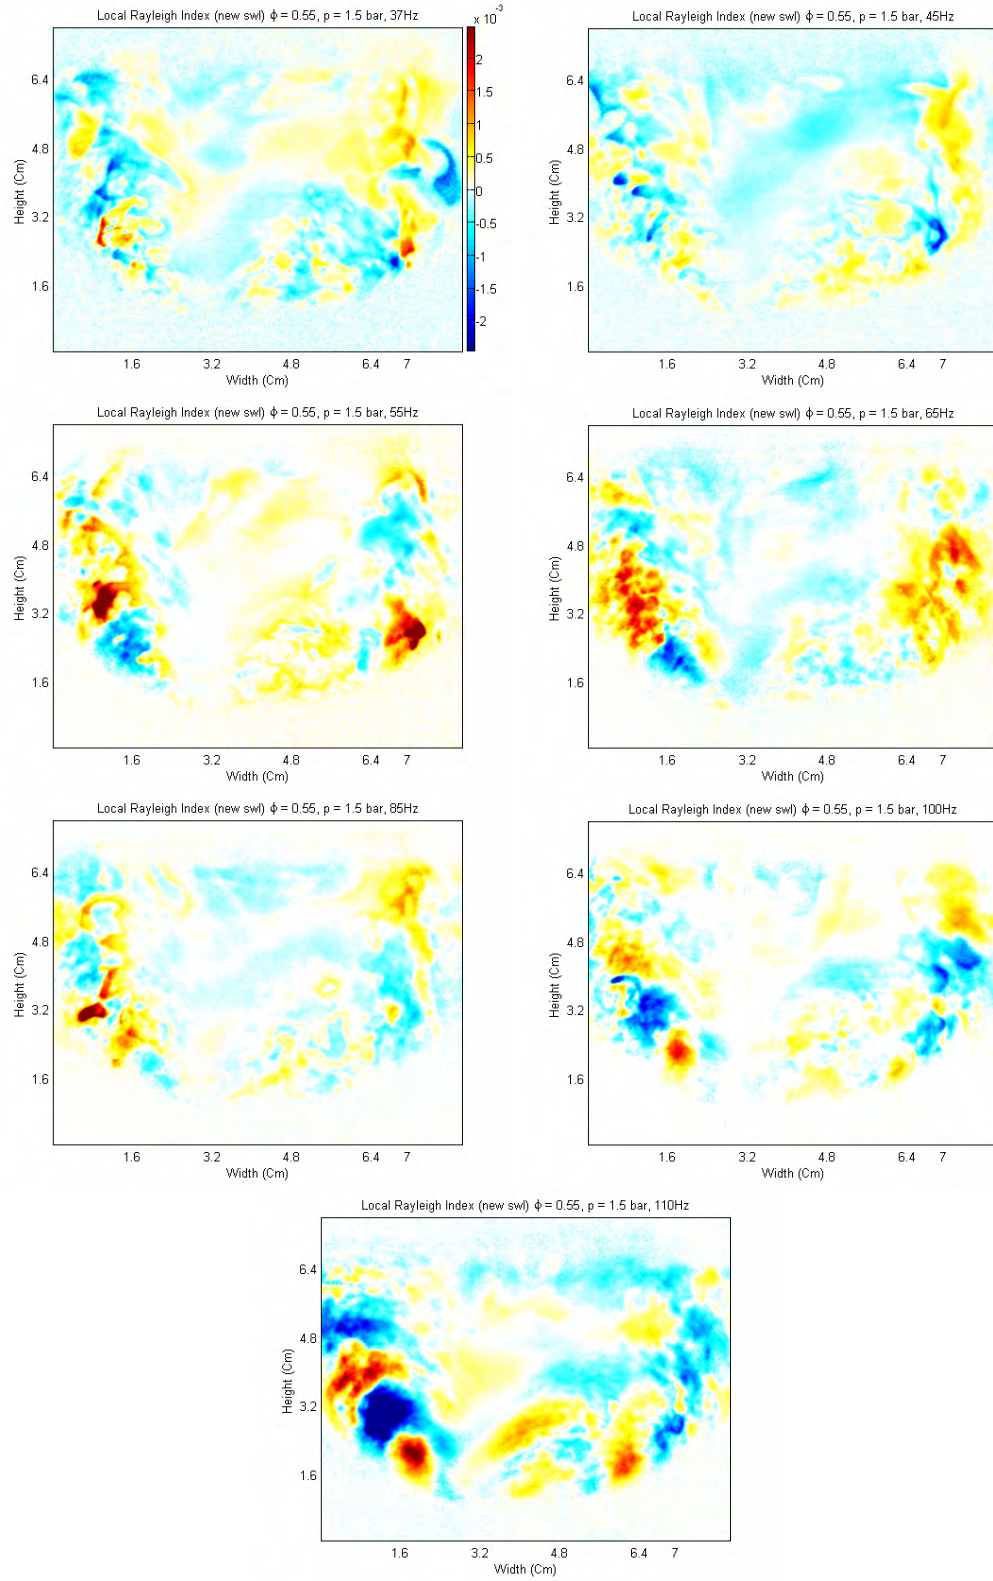 Local Rayleigh Index (new swl) ϕ = 0.55, p = 1.5 bar, 37Hz
x 10⁻³
6.4
4.8
3.2
1.6
Height (Cm)
1.6 3.2 4.8 6.4 7
Width (Cm)
2
1.5
1
0.5
0
-0.5
-1
-1.5
-2
Local Rayleigh Index (new swl) ϕ = 0.55, p = 1.5 bar, 45Hz
6.4
4.8
3.2
1.6
Height (Cm)
1.6 3.2 4.8 6.4 7
Width (Cm)
Local Rayleigh Index (new swl) ϕ = 0.55, p = 1.5 bar, 55Hz
6.4
4.8
3.2
1.6
Height (Cm)
1.6 3.2 4.8 6.4 7
Width (Cm)
Local Rayleigh Index (new swl) ϕ = 0.55, p = 1.5 bar, 65Hz
6.4
4.8
3.2
1.6
Height (Cm)
1.6 3.2 4.8 6.4 7
Width (Cm)
Local Rayleigh Index (new swl) ϕ = 0.55, p = 1.5 bar, 85Hz
6.4
4.8
3.2
1.6
Height (Cm)
1.6 3.2 4.8 6.4 7
Width (Cm)
Local Rayleigh Index (new swl) ϕ = 0.55, p = 1.5 bar, 100Hz
6.4
4.8
3.2
1.6
Height (Cm)
1.6 3.2 4.8 6.4 7
Width (Cm)
Local Rayleigh Index (new swl) ϕ = 0.55, p = 1.5 bar, 110Hz
6.4
4.8
3.2
1.6
Height (Cm)
1.6 3.2 4.8 6.4 7
Width (Cm)